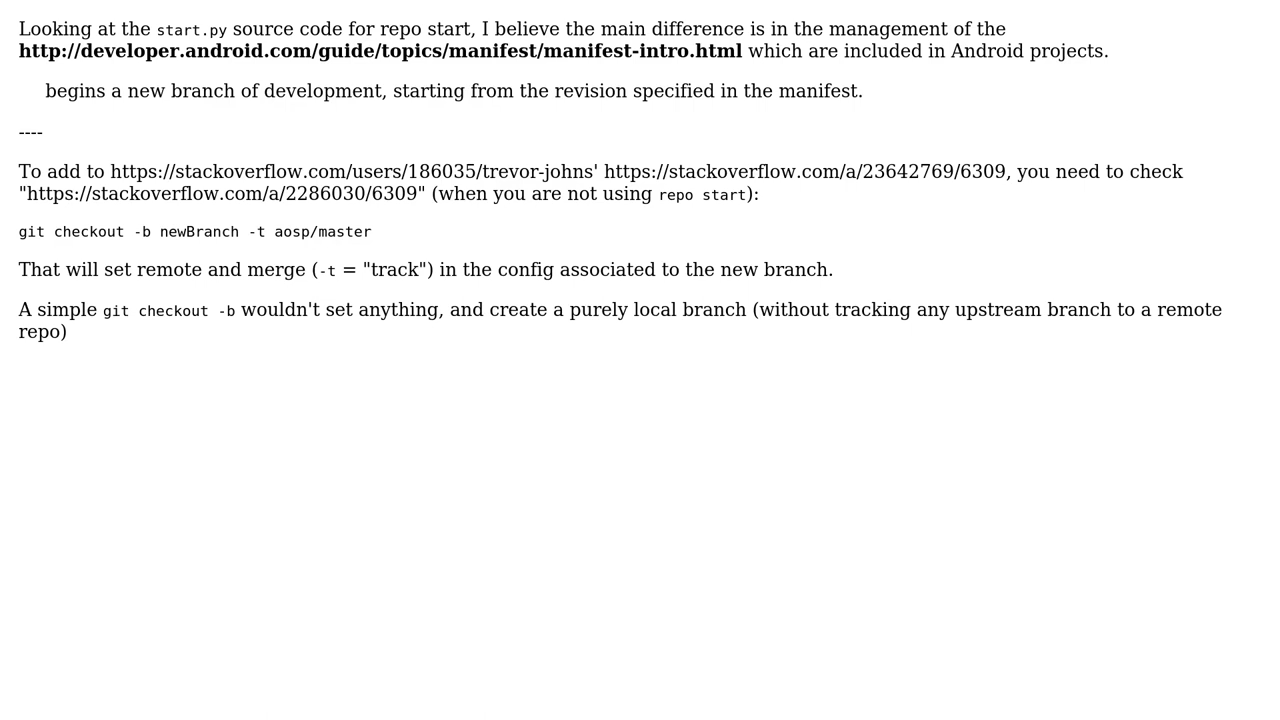 Looking at the start.py source code for repo start, I believe the main difference is in the management of the
http://developer.android.com/guide/topics/manifest/manifest-intro.html which are included in Android projects.
begins a new branch of development, starting from the revision specified in the manifest.
----
To add to https://stackoverflow.com/users/186035/trevor-johns' https://stackoverflow.com/a/23642769/6309, you need to check
"https://stackoverflow.com/a/2286030/6309" (when you are not using repo start):
git checkout -b newBranch -t aosp/master
That will set remote and merge (-t = "track") in the config associated to the new branch.
A simple git checkout -b wouldn't set anything, and create a purely local branch (without tracking any upstream branch to a remote
repo)